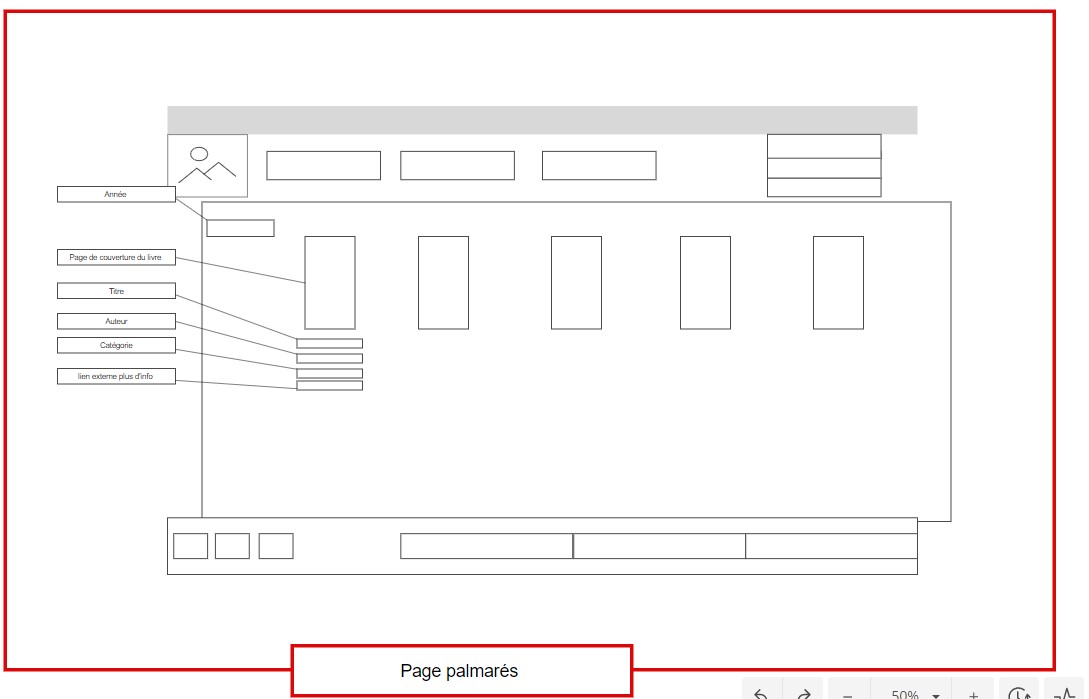 Année
Page de couverture du livre
Titre
Auteur
Catégorie
lien externe plus d'info
Page palmarés
50%